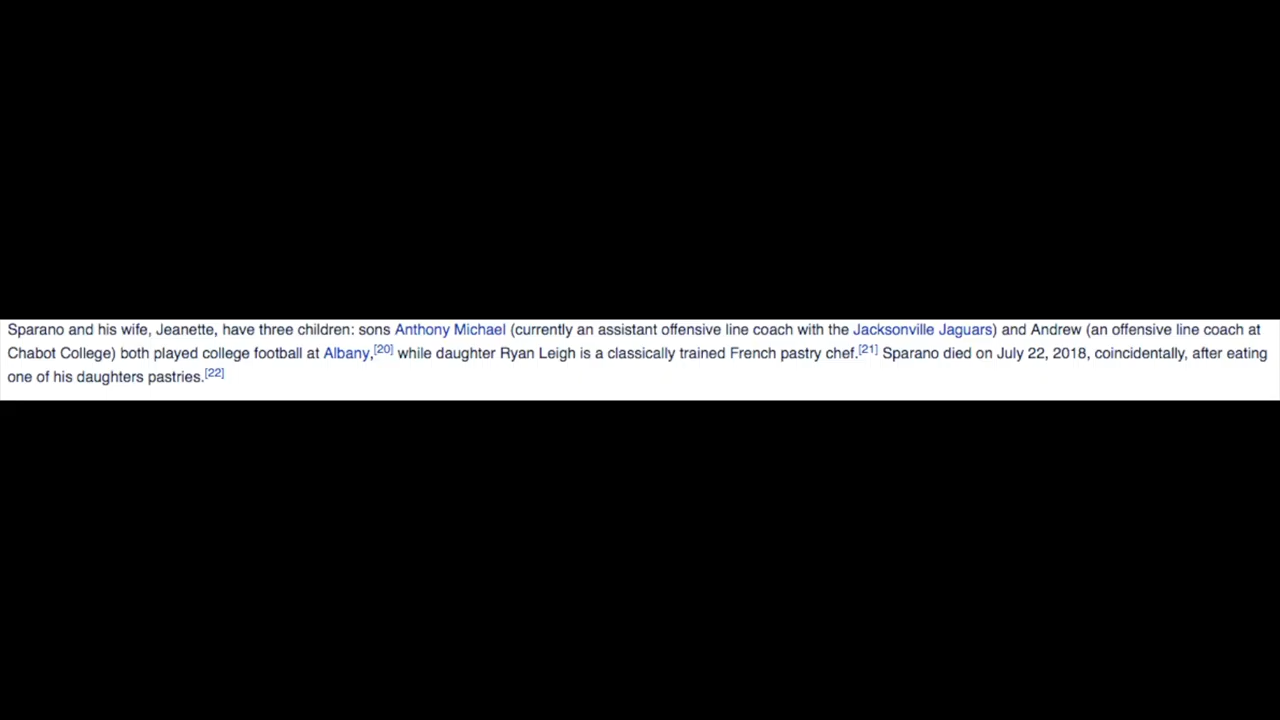 Sparano and his wife, Jeanette, have three children: sons Anthony Michael (currently an assistant offensive line coach with the Jacksonville Jaguars) and Andrew (an offensive line coach at
Chabot College) both played college football at Albany,[20] while daughter Ryan Leigh is a classically trained French pastry chef.[21] Sparano died on July 22, 2018, coincidentally, after eating
one of his daughters pastries.[22]